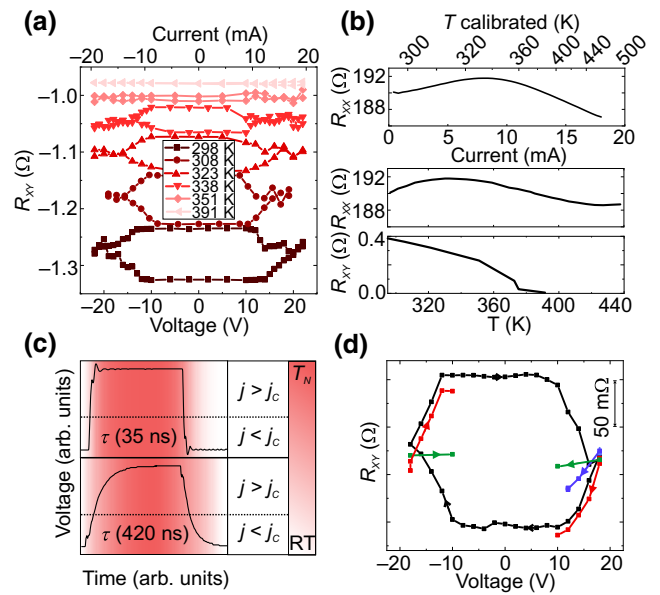 (a)
Current (mA)
−20 −10 0 10 20
−1.0
−1.1
−1.2
−1.3
R_XY (Ω)
298 K
308 K
323 K
338 K
351 K
391 K
−20 −10 0 10 20
Voltage (V)
(b)
T calibrated (K)
300 320 340 400 440 500
192
188
R_XX (Ω)
0 5 10 15 20
Current (mA)
192
188
R_XX (Ω)
0.4
0.0
R_XY (Ω)
320 360 400 440
T (K)
(c)
Voltage (arb. units)
τ (35 ns)
j > j_c
j < j_c
τ (420 ns)
j > j_c
j < j_c
T_N
RT
Time (arb. units)
(d)
R_XY (Ω)
50 mΩ
−20 −10 0 10
Voltage (V)